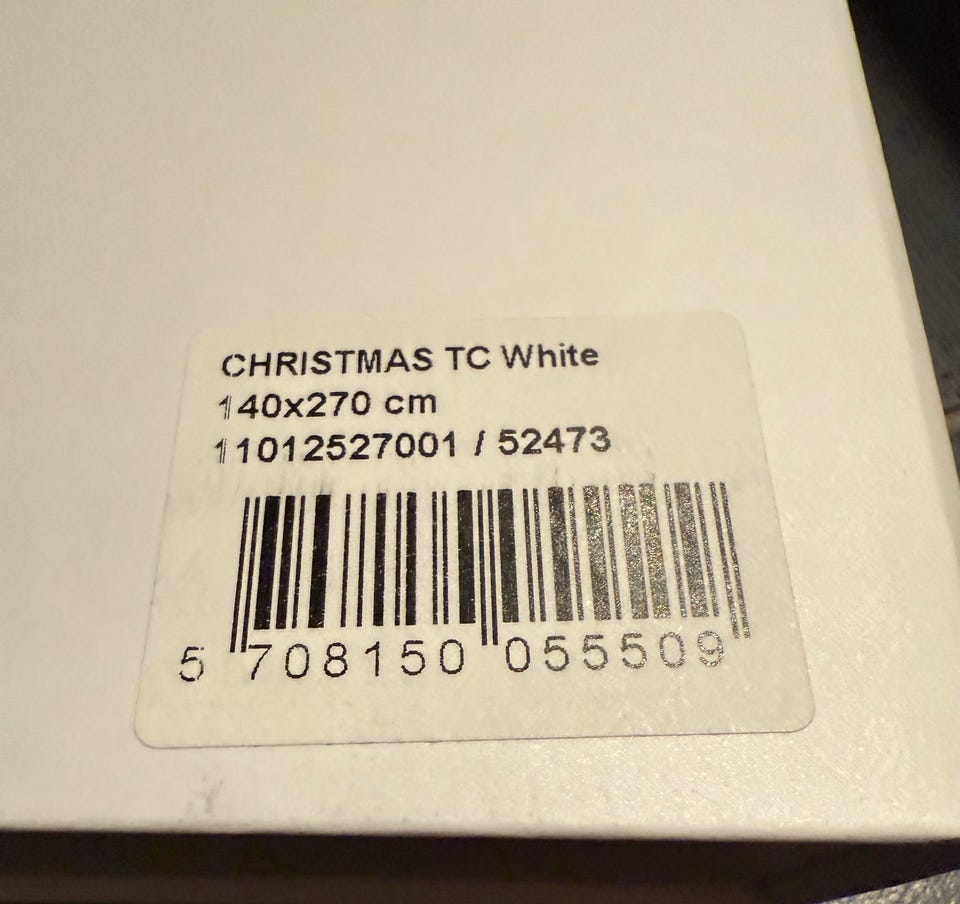 CHRISTMAS TC White
140x270 cm
11012527001 / 52473
5 708150 055509